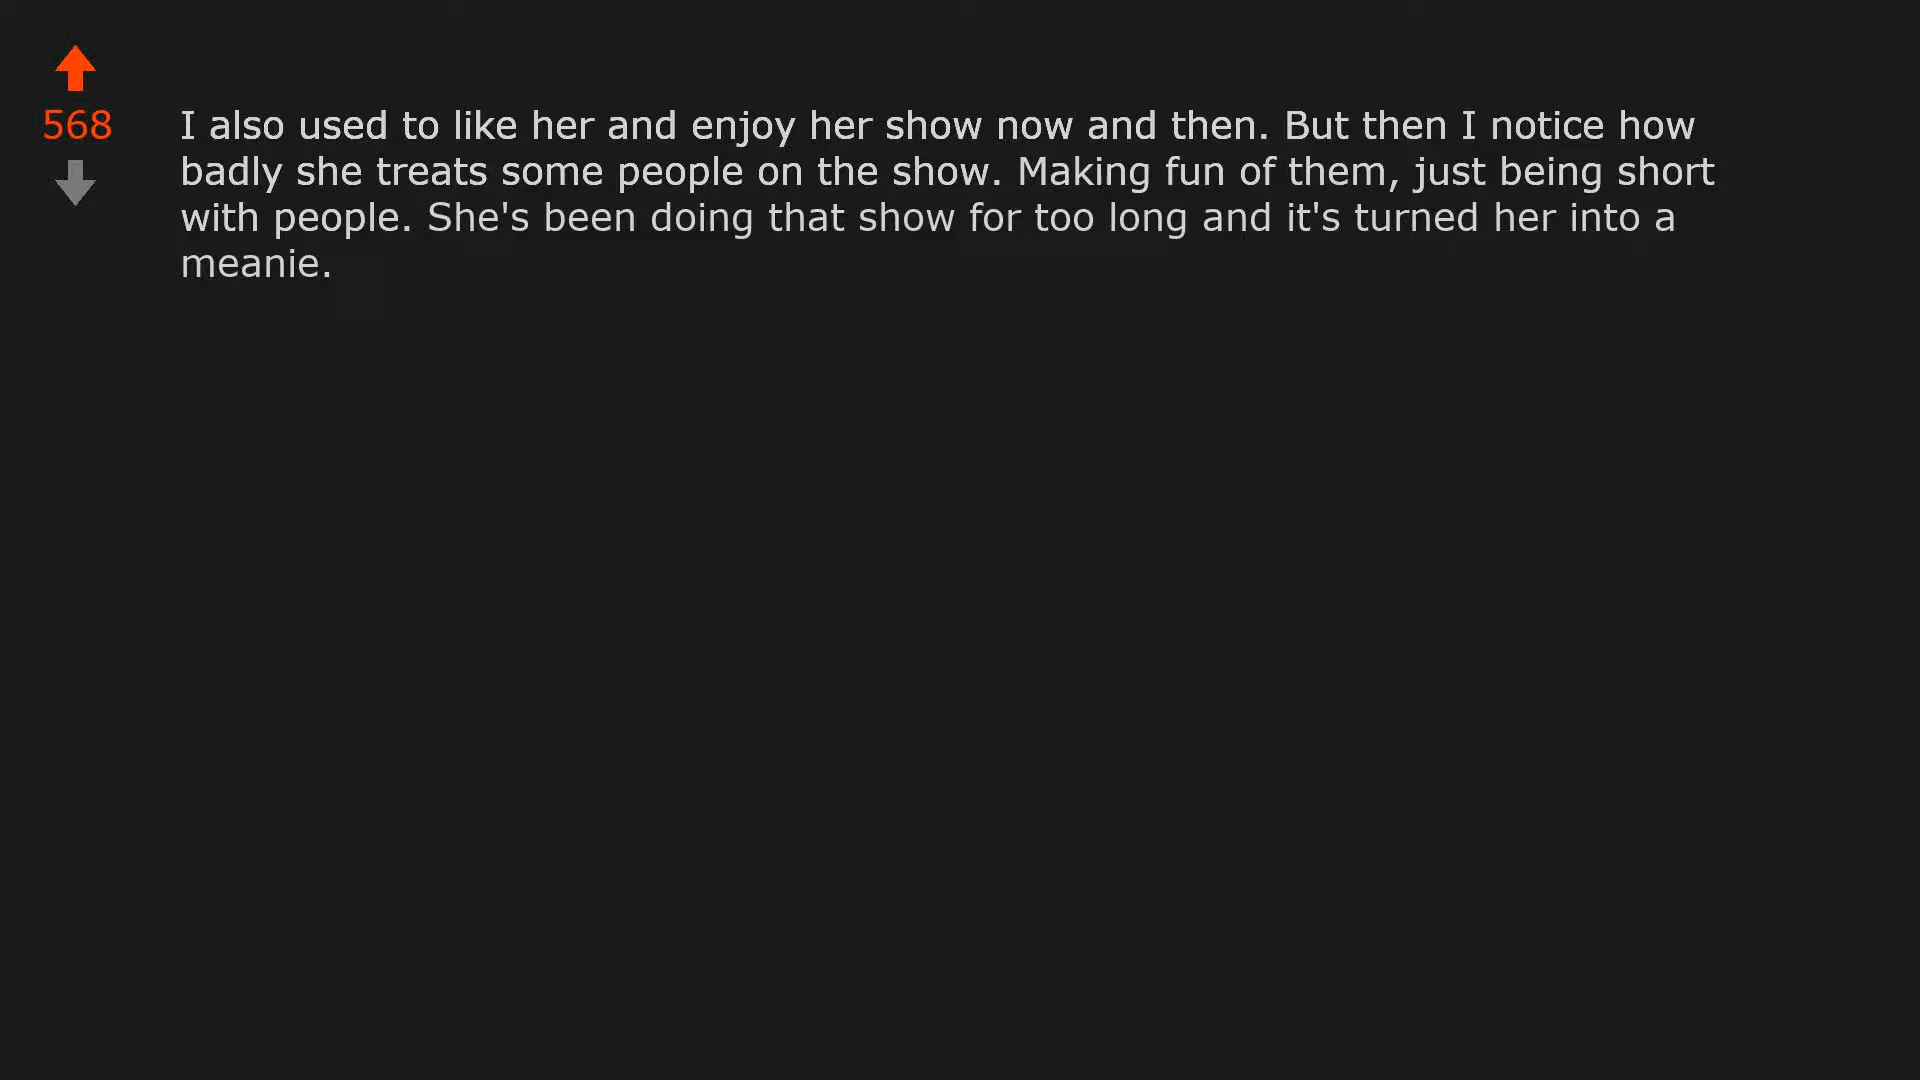 568
I also used to like her and enjoy her show now and then. But then I notice how
badly she treats some people on the show. Making fun of them, just being short
with people. She's been doing that show for too long and it's turned her into a
meanie.